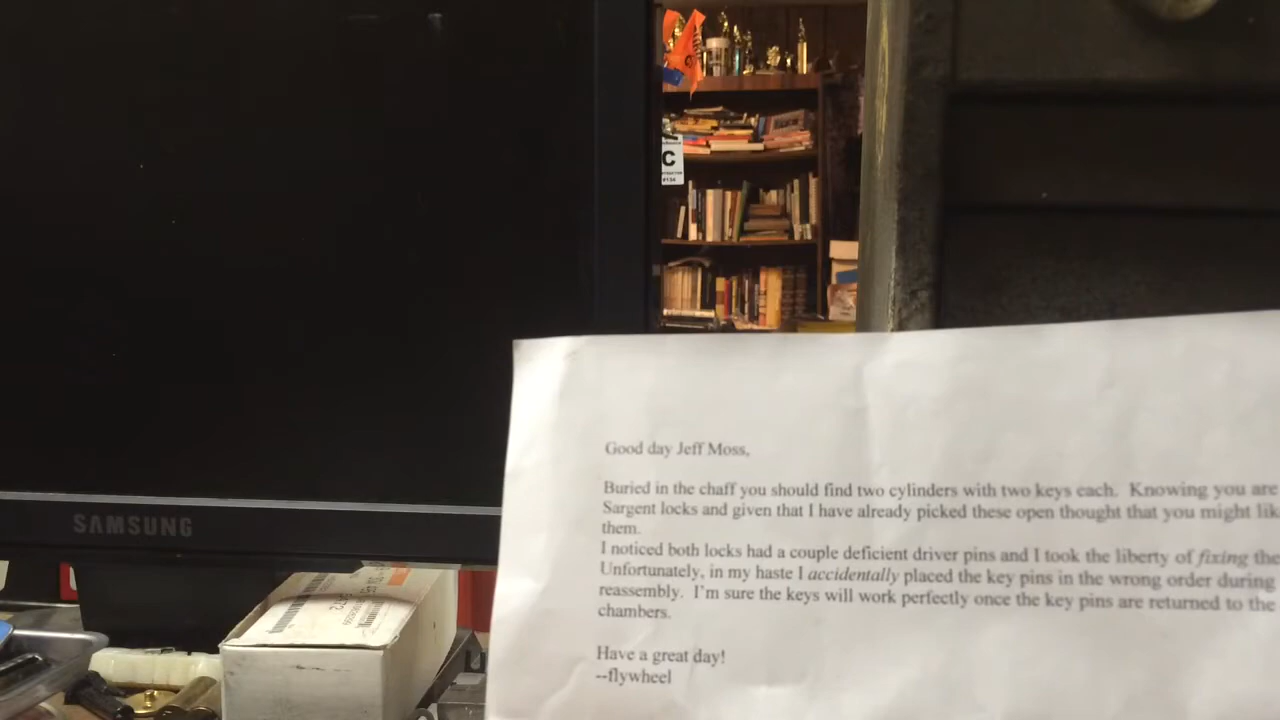 C
#134
SAMSUNG
Good day Jeff Moss,
Buried in the chaff you should find two cylinders with two keys each. Knowing you are
Sargent locks and given that I have already picked these open thought that you might lik
them.
I noticed both locks had a couple deficient driver pins and I took the liberty of fixing the
Unfortunately, in my haste I accidentally placed the key pins in the wrong order during
reassembly. I'm sure the keys will work perfectly once the key pins are returned to the
chambers.
Have a great day!
--flywheel